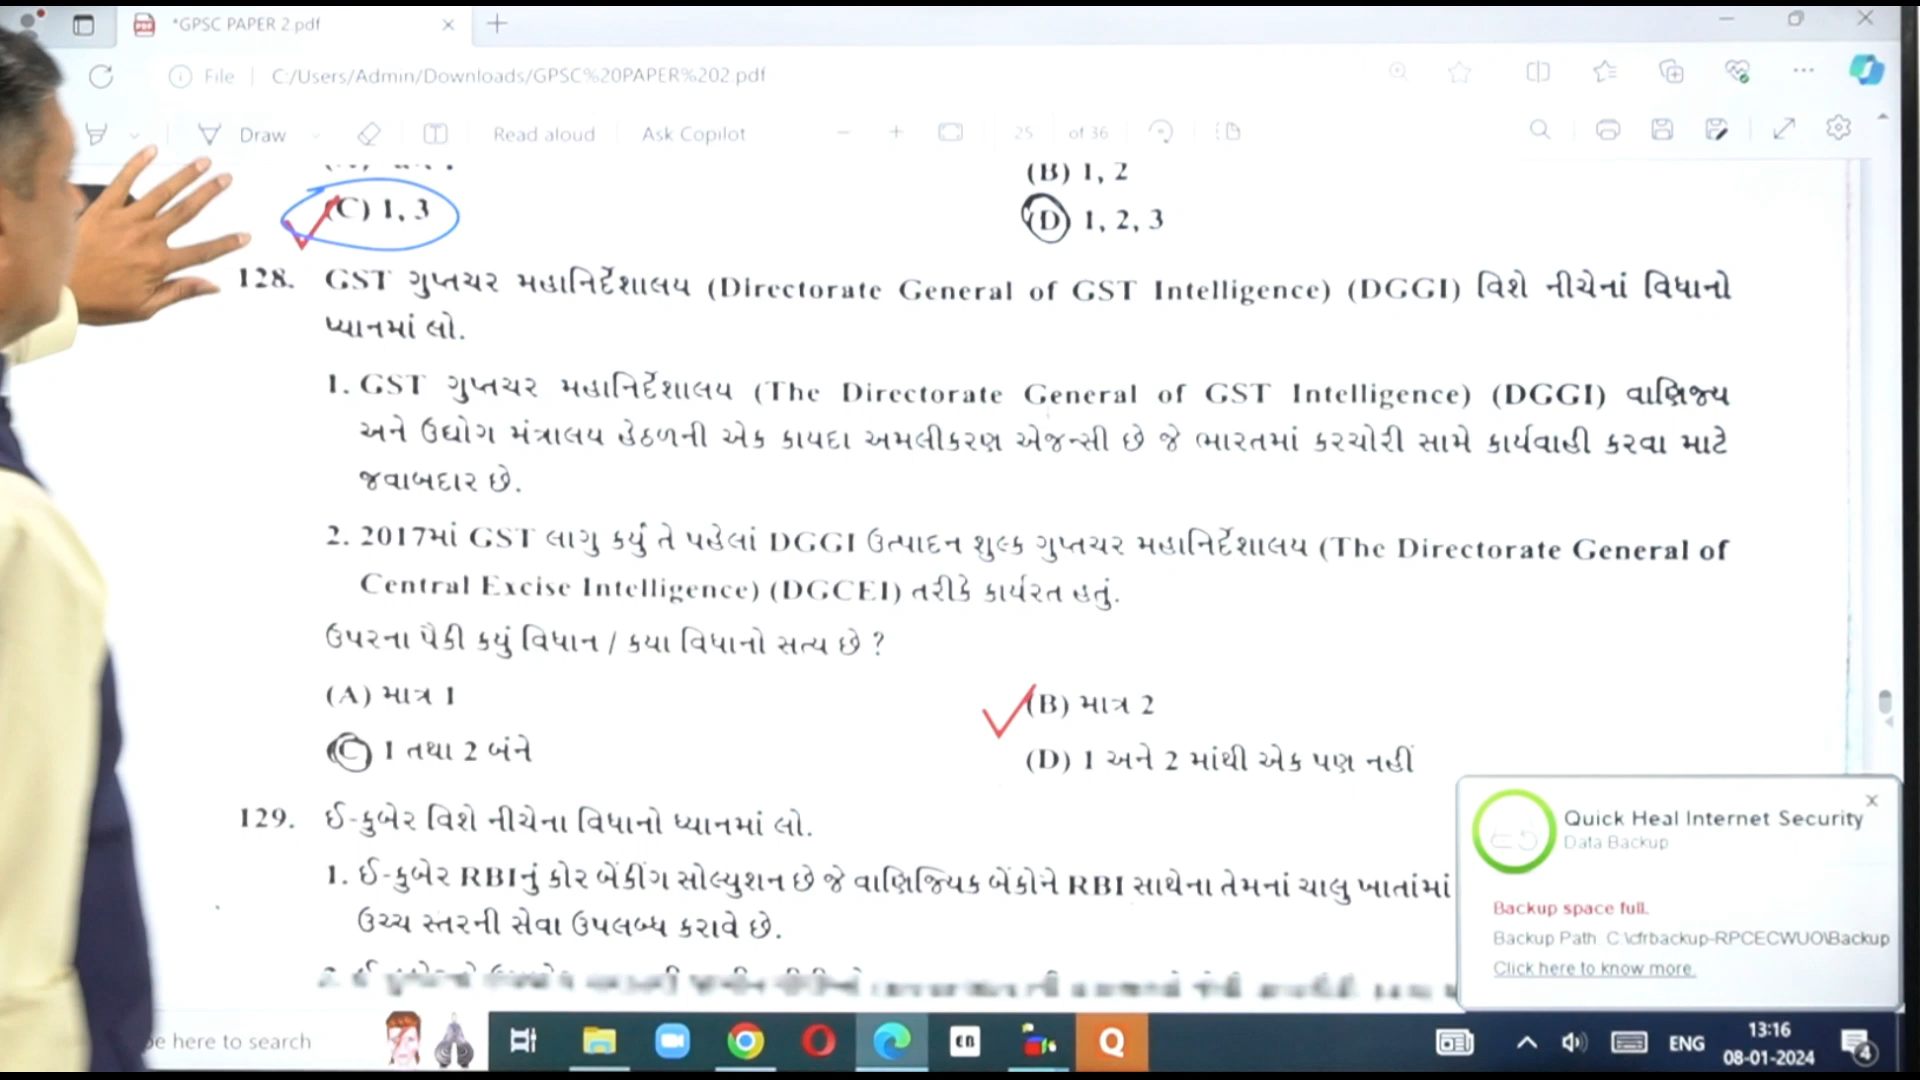 *GPSC PAPER 2.pdf
File C:/Users/Admin/Downloads/GPSC%20PAPER%202.pdf
Draw Read aloud Ask Copilot 25 of 36
(B) 1, 2
(C) 1, 3
(D) 1, 2, 3
128. GST ગુપ્તચર મહાનિર્દેશાલય (Directorate General of GST Intelligence) (DGGI) વિશે નીચેનાં વિધાનો
ધ્યાનમાં લો.
1. GST ગુપ્તચર મહાનિર્દેશાલય (The Directorate General of GST Intelligence) (DGGI) વાણિજ્ય
અને ઉદ્યોગ મંત્રાલય હેઠળની એક કાયદા અમલીકરણ એજન્સી છે જે ભારતમાં કરચોરી સામે કાર્યવાહી કરવા માટે
જવાબદાર છે.
2. 2017માં GST લાગુ કર્યું તે પહેલાં DGGI ઉત્પાદન શુલ્ક ગુપ્તચર મહાનિર્દેશાલય (The Directorate General of
Central Excise Intelligence) (DGCEI) તરીકે કાર્યરત હતું.
ઉપરના પૈકી કયું વિધાન / કયા વિધાનો સત્ય છે ?
(A) માત્ર 1
(B) માત્ર 2
(C) 1 તથા 2 બંને
(D) 1 અને 2 માંથી એક પણ નહીં
129. ઈ-કુબેર વિશે નીચેના વિધાનો ધ્યાનમાં લો.
1. ઈ-કુબેર RBIનું કોર બેંકીંગ સોલ્યુશન છે જે વાણિજ્યિક બેંકોને RBI સાથેના તેમનાં ચાલુ ખાતાંમાં
ઉચ્ચ સ્તરની સેવા ઉપલબ્ધ કરાવે છે.
Quick Heal Internet Security
Data Backup
Backup space full.
Backup Path C:\cfrbackup-RPCECWUO\Backup
Click here to know more.
here to search
ENG
13:16
08-01-2024
4